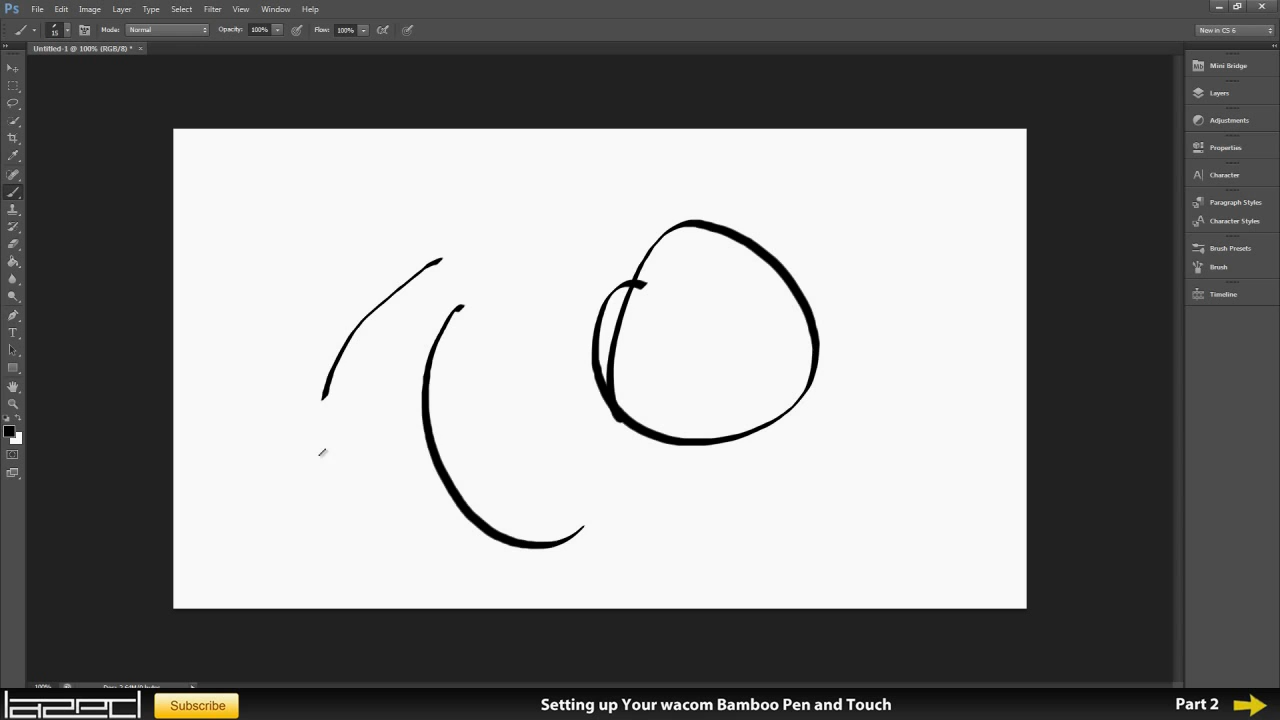 Ps File Edit Image Layer Type Select Filter View Window Help
15 Mode: Normal Opacity: 100% Flow: 100% New in CS 6
Untitled-1 @ 100% (RGB/8) * ×
Mini Bridge
Layers
Adjustments
Properties
Character
Paragraph Styles
Character Styles
Brush Presets
Brush
Timeline
100%
Subscribe
Setting up Your wacom Bamboo Pen and Touch
Part 2